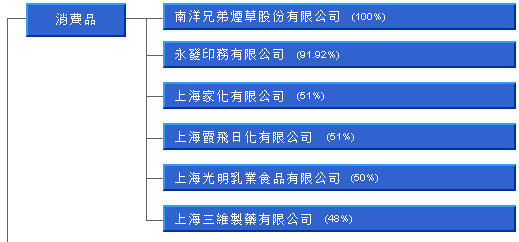 消費品
南洋兄弟煙草股份有限公司 (100%)
永發印務有限公司 (91.92%)
上海家化有限公司 (51%)
上海霞飛日化有限公司 (51%)
上海光明乳業食品有限公司 (50%)
上海三維製藥有限公司 (48%)